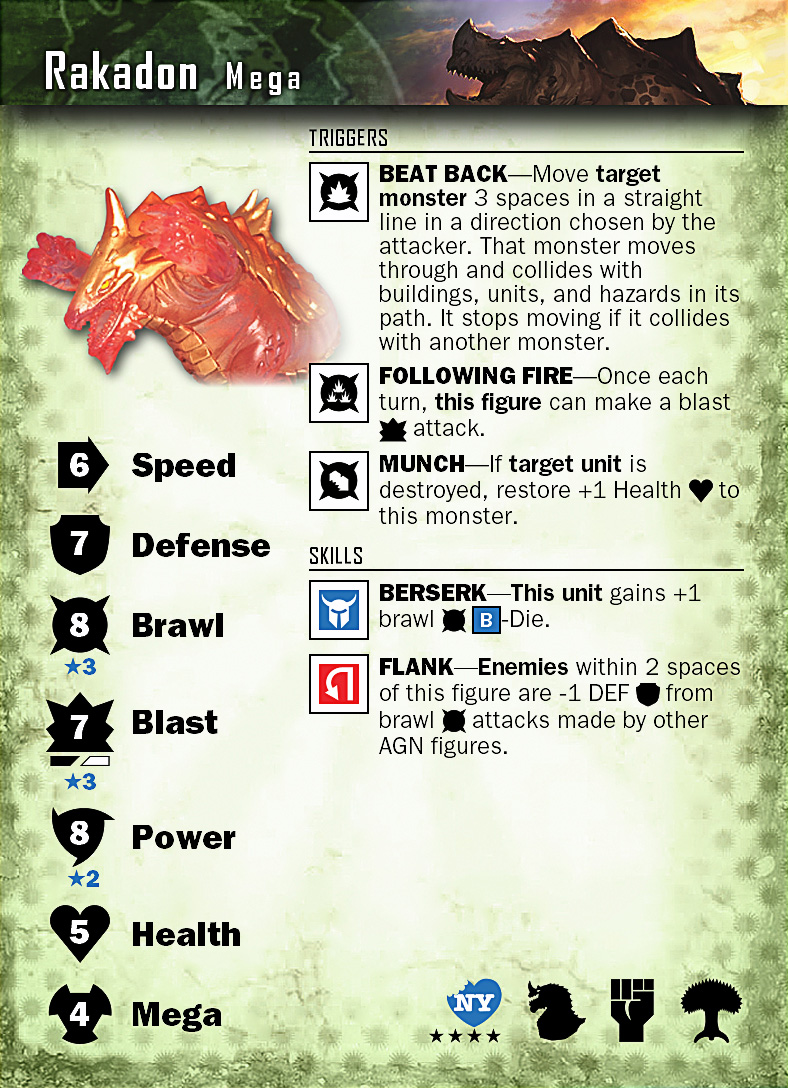 Rakadon Mega
TRIGGERS
BEAT BACK—Move target
monster 3 spaces in a straight
line in a direction chosen by the
attacker. That monster moves
through and collides with
buildings, units, and hazards in its
path. It stops moving if it collides
with another monster.
FOLLOWING FIRE—Once each
turn, this figure can make a blast
attack.
MUNCH—If target unit is
destroyed, restore +1 Health to
this monster.
SKILLS
BERSERK—This unit gains +1
brawl B-Die.
FLANK—Enemies within 2 spaces
of this figure are -1 DEF from
brawl attacks made by other
AGN figures.
6 Speed
7 Defense
8 Brawl
★3
7 Blast
★3
8 Power
★2
5 Health
4 Mega
NY
★★★★